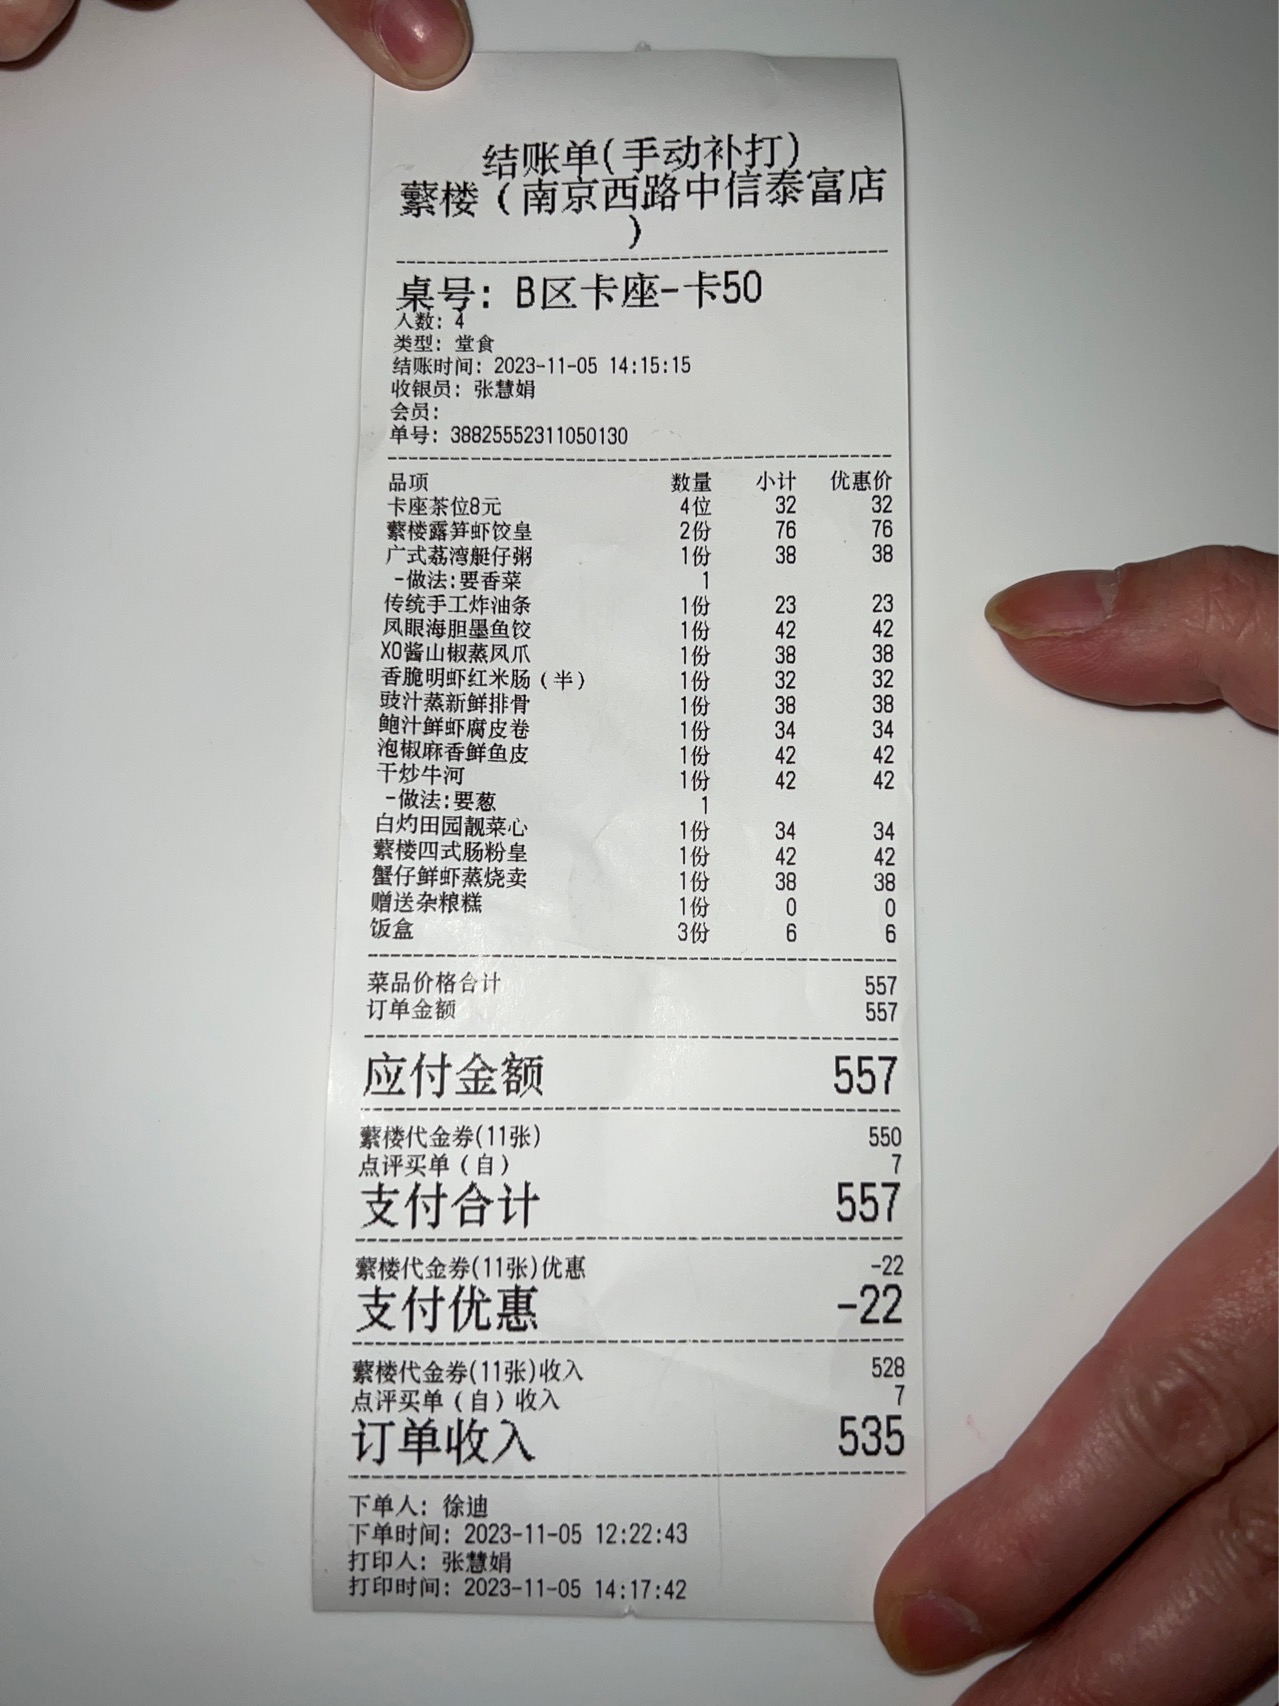 结账单(手动补打)
蘩楼（南京西路中信泰富店
）
桌号: B区卡座-卡50
人数: 4
类型: 堂食
结账时间: 2023-11-05 14:15:15
收银员: 张慧娟
会员:
单号: 38825552311050130
品项 数量 小计 优惠价
卡座茶位8元 4位 32 32
蘩楼露笋虾饺皇 2份 76 76
广式荔湾艇仔粥 1份 38 38
-做法:要香菜 1
传统手工炸油条 1份 23 23
凤眼海胆墨鱼饺 1份 42 42
XO酱山椒蒸凤爪 1份 38 38
香脆明虾红米肠（半） 1份 32 32
豉汁蒸新鲜排骨 1份 38 38
鲍汁鲜虾腐皮卷 1份 34 34
泡椒麻香鲜鱼皮 1份 42 42
干炒牛河 1份 42 42
-做法:要葱 1
白灼田园靓菜心 1份 34 34
蘩楼四式肠粉皇 1份 42 42
蟹仔鲜虾蒸烧卖 1份 38 38
赠送杂粮糕 1份 0 0
饭盒 3份 6 6
菜品价格合计 557
订单金额 557
应付金额 557
蘩楼代金券(11张) 550
点评买单（自） 7
支付合计 557
蘩楼代金券(11张)优惠 -22
支付优惠 -22
蘩楼代金券(11张)收入 528
点评买单（自）收入 7
订单收入 535
下单人: 徐迪
下单时间: 2023-11-05 12:22:43
打印人: 张慧娟
打印时间: 2023-11-05 14:17:42